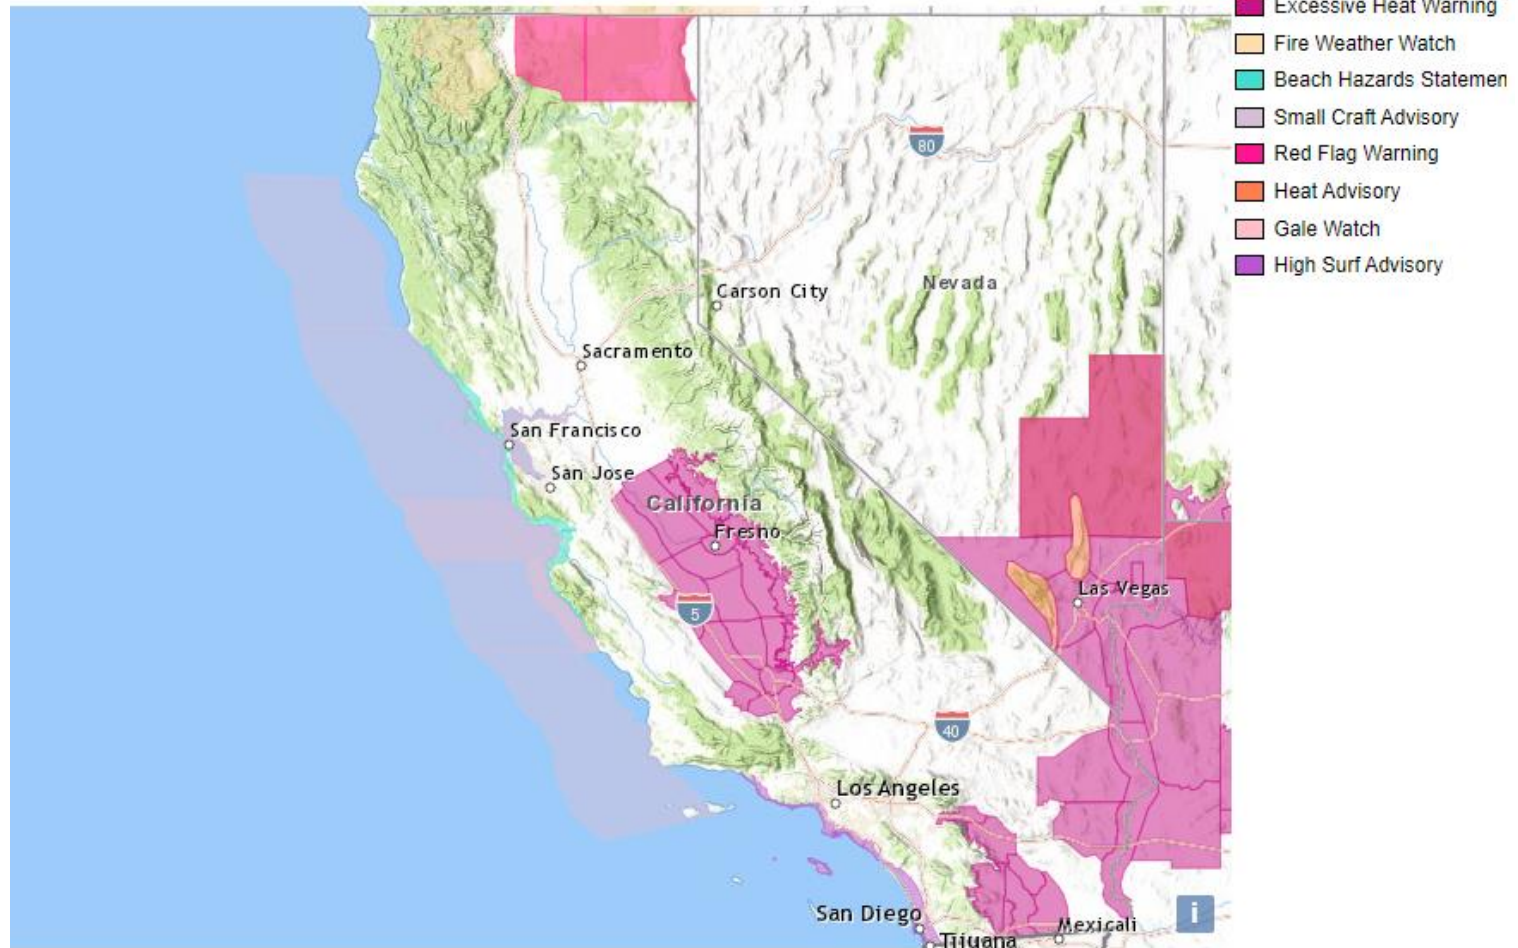 Excessive Heat Warning
Fire Weather Watch
Beach Hazards Statemen
Small Craft Advisory
Red Flag Warning
Heat Advisory
Gale Watch
High Surf Advisory
80
Carson City
Nevada
Sacramento
San Francisco
San Jose
California
Fresno
Las Vegas
5
40
Los Angeles
San Diego
Mexicali
Tijuana
i